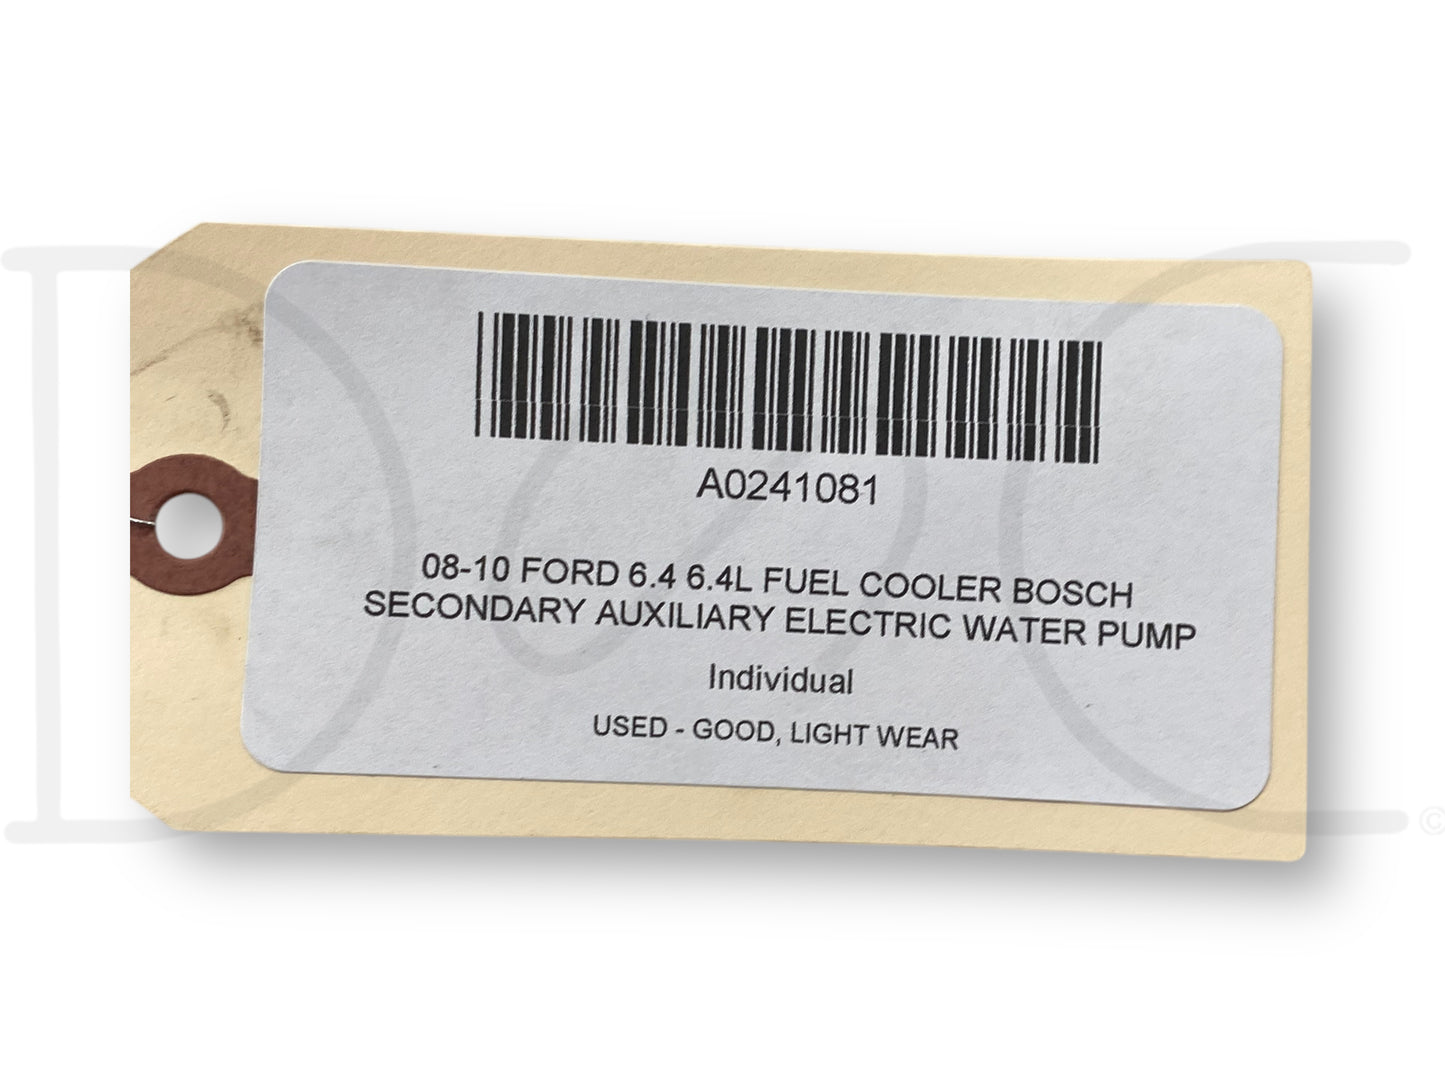 A0241081
08-10 FORD 6.4 6.4L FUEL COOLER BOSCH
SECONDARY AUXILIARY ELECTRIC WATER PUMP
Individual
USED - GOOD, LIGHT WEAR
©